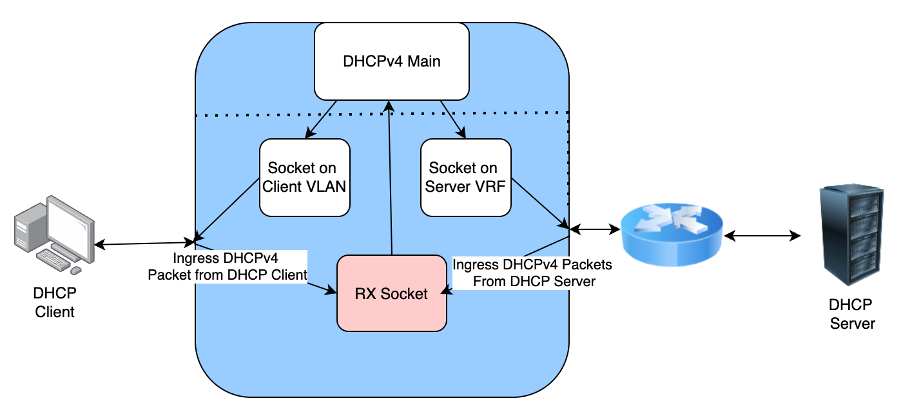 DHCPv4 Main
Socket on
Client VLAN
Socket on
Server VRF
Ingress DHCPv4
Packet from DHCP Client
Ingress DHCPv4 Packets
From DHCP Server
RX Socket
DHCP
Client
DHCP
Server